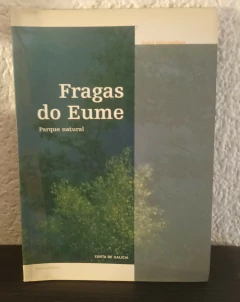 Fragas
do Eume
Parque natural
XUNTA DE GALICIA